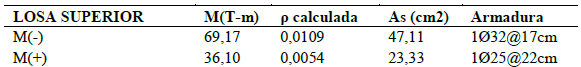 LOSA SUPERIOR M(T-m) ρ calculada As (cm2) Armadura
M(-) 69,17 0,0109 47,11 1Ø32@17cm
M(+) 36,10 0,0054 23,33 1Ø25@22cm